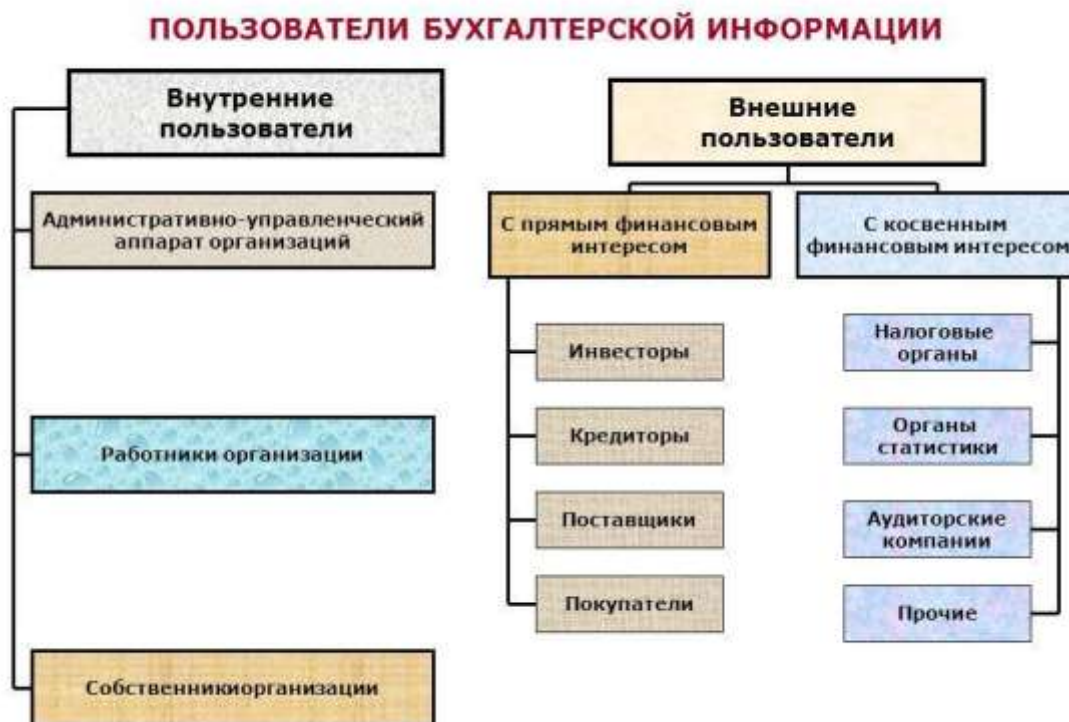 ПОЛЬЗОВАТЕЛИ БУХГАЛТЕРСКОЙ ИНФОРМАЦИИ
Внутренние
пользователи
Административно-управленческий
аппарат организаций
Работники организации
Собственникиорганизации
Внешние
пользователи
С прямым финансовым
интересом
Инвесторы
Кредиторы
Поставщики
Покупатели
С косвенным
финансовым интересом
Налоговые
органы
Органы
статистики
Аудиторские
компании
Прочие